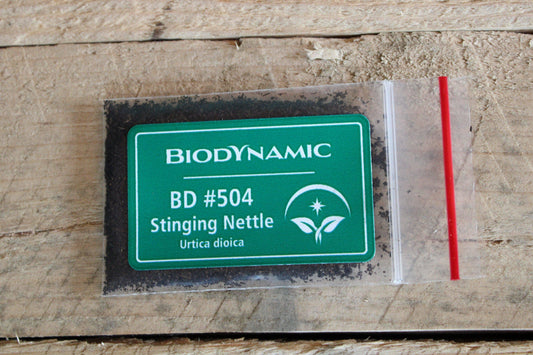 BIODYNAMIC
BD #504
Stinging Nettle
Urtica dioica